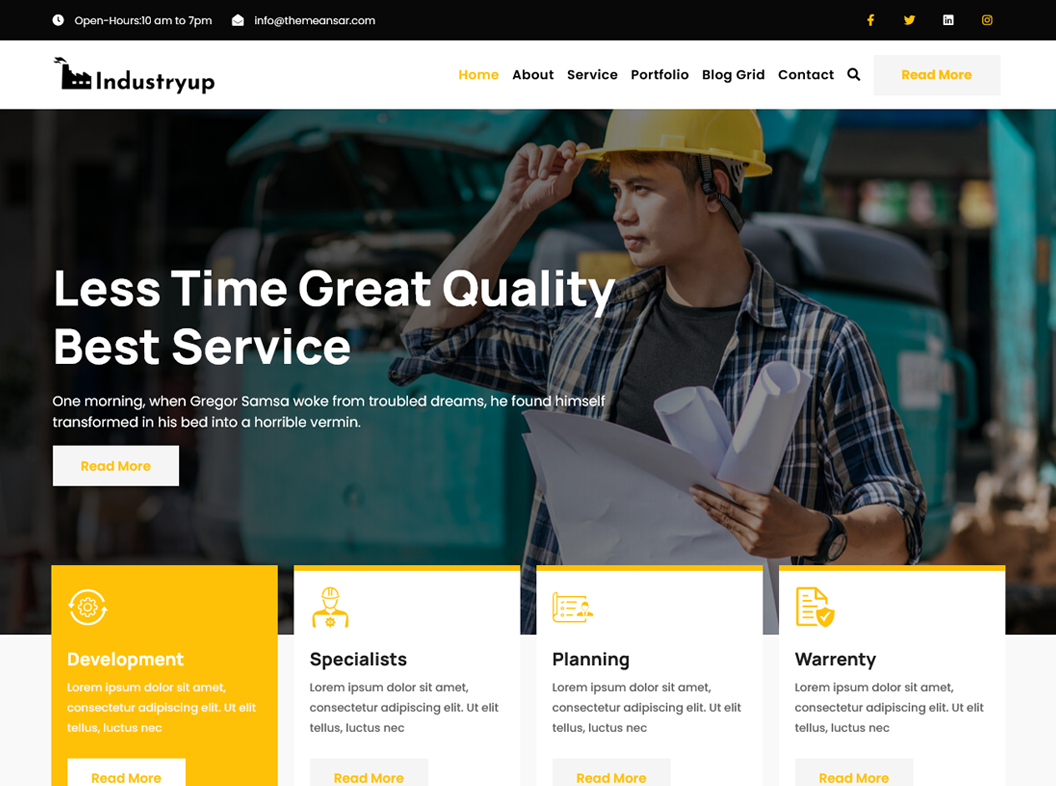 Open-Hours:10 am to 7pm info@themeansar.com
Industryup Home About Service Portfolio Blog Grid Contact Read More
Less Time Great Quality
Best Service
One morning, when Gregor Samsa woke from troubled dreams, he found himself
transformed in his bed into a horrible vermin.
Read More
Development
Lorem ipsum dolor sit amet,
consectetur adipiscing elit. Ut elit
tellus, luctus nec
Read More
Specialists
Lorem ipsum dolor sit amet,
consectetur adipiscing elit. Ut elit
tellus, luctus nec
Read More
Planning
Lorem ipsum dolor sit amet,
consectetur adipiscing elit. Ut elit
tellus, luctus nec
Read More
Warrenty
Lorem ipsum dolor sit amet,
consectetur adipiscing elit. Ut elit
tellus, luctus nec
Read More